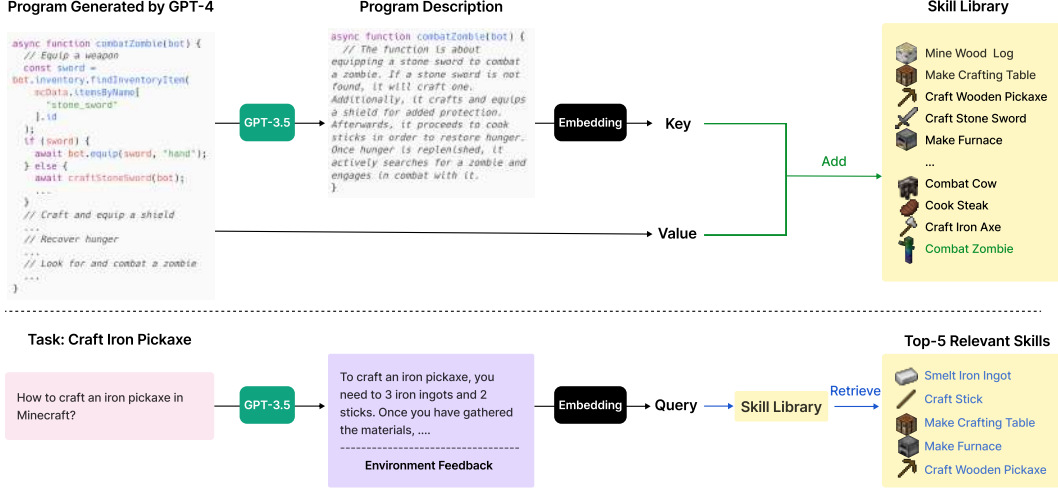 Program Generated by GPT-4
Program Description
Skill Library
async function combatZombie(bot) {
// Equip a weapon
const sword =
bot.inventory.findInventoryItem(
mcData.itemsByName[
"stone_sword"
].id
);
if (sword) {
await bot.equip(sword, "hand");
} else {
await craftStoneSword(bot);
...
}
// Craft and equip a shield
...
// Recover hunger
...
// Look for and combat a zombie
...
}
GPT-3.5
async function combatZombie(bot) {
// The function is about
equipping a stone sword to combat
a zombie. If a stone sword is not
found, it will craft one.
Additionally, it crafts and equips
a shield for added protection.
Afterwards, it proceeds to cook
sticks in order to restore hunger.
Once hunger is replenished, it
actively searches for a zombie and
engages in combat with it.
}
Embedding
Key
Value
Add
Mine Wood Log
Make Crafting Table
Craft Wooden Pickaxe
Craft Stone Sword
Make Furnace
...
Combat Cow
Cook Steak
Craft Iron Axe
Combat Zombie
Task: Craft Iron Pickaxe
Top-5 Relevant Skills
How to craft an iron pickaxe in
Minecraft?
GPT-3.5
To craft an iron pickaxe, you
need to 3 iron ingots and 2
sticks. Once you have gathered
the materials, ....
Environment Feedback
Embedding
Query
Skill Library
Retrieve
Smelt Iron Ingot
Craft Stick
Make Crafting Table
Make Furnace
Craft Wooden Pickaxe